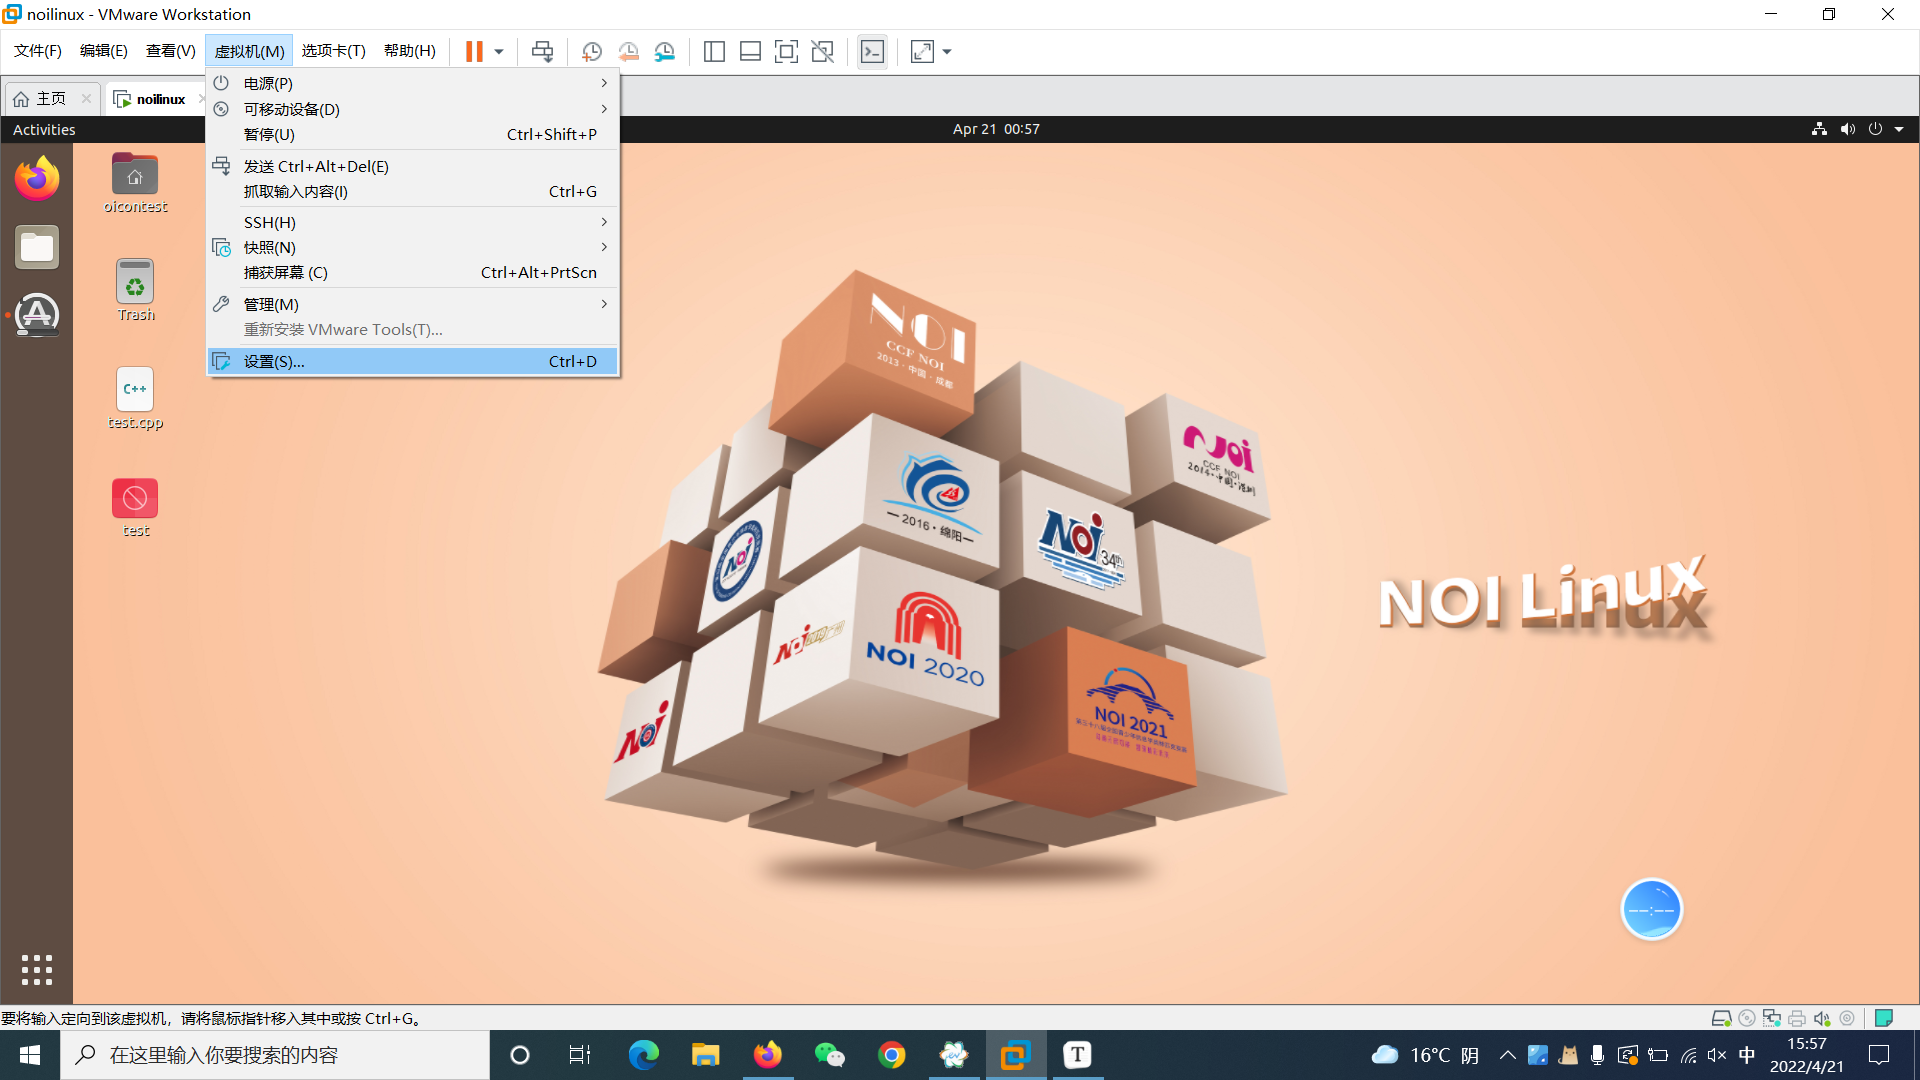 noilinux - VMware Workstation
文件(F) 编辑(E) 查看(V) 虚拟机(M) 选项卡(T) 帮助(H)
主页 noilinux
Activities Apr 21 00:57
电源(P)
可移动设备(D)
暂停(U) Ctrl+Shift+P
发送 Ctrl+Alt+Del(E)
抓取输入内容(I) Ctrl+G
SSH(H)
快照(N)
捕获屏幕 (C) Ctrl+Alt+PrtScn
管理(M)
重新安装 VMware Tools(T)...
设置(S)... Ctrl+D
oicontest
Trash
C++
test.cpp
test
NOI
CCF NOI
2013·中国·成都
NOI
CCF NOI
2014·中国·深圳
2016·绵阳
NOI
34th
NOI
NOI
NOI 2020
NOI
NOI 2021
NOI Linux
要将输入定向到该虚拟机，请将鼠标指针移入其中或按 Ctrl+G。
在这里输入你要搜索的内容
T
16°C 阴
中
15:57
2022/4/21